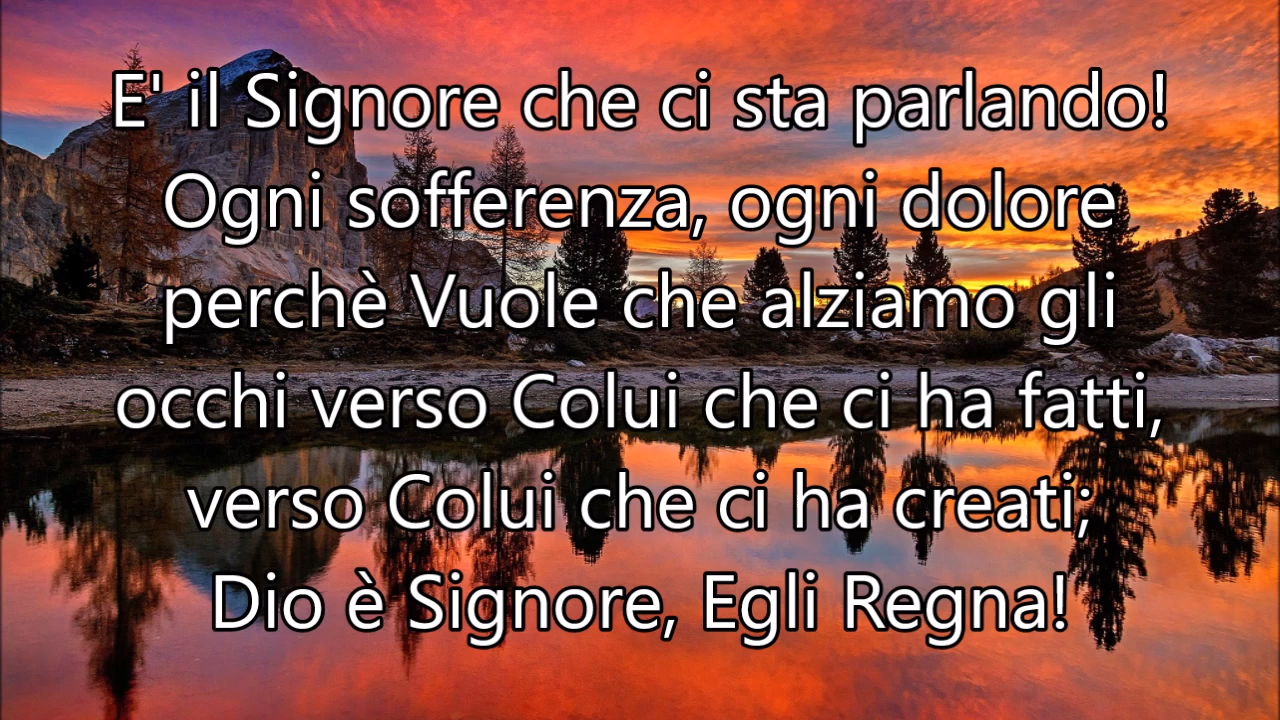 E' il Signore che ci sta parlando!
Ogni sofferenza, ogni dolore
perchè Vuole che alziamo gli
occhi verso Colui che ci ha fatti,
verso Colui che ci ha creati;
Dio è Signore, Egli Regna!